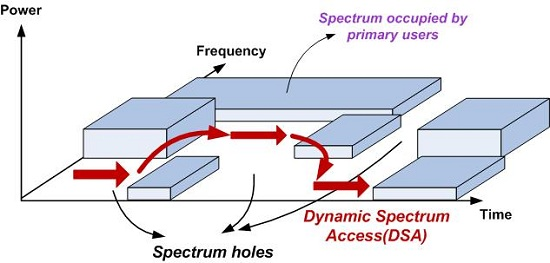 Power
Spectrum occupied by
primary users
Frequency
Time
Dynamic Spectrum
Access(DSA)
Spectrum holes